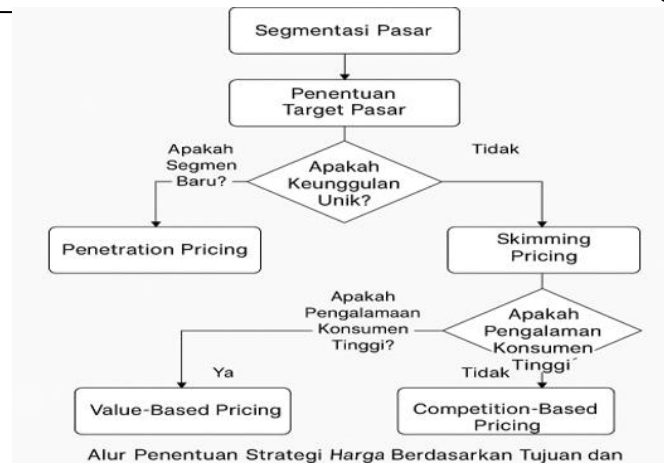 Segmentasi Pasar
Penentuan
Target Pasar
Apakah
Segmen
Baru?
Apakah
Keunggulan
Unik?
Tidak
Penetration Pricing
Skimming
Pricing
Apakah
Pengalamaan
Konsumen
Tinggi?
Apakah
Pengalaman
Konsumen
Tinggi
Ya
Tidak
Value-Based Pricing
Competition-Based
Pricing
Alur Penentuan Strategi Harga Berdasarkan Tujuan dan